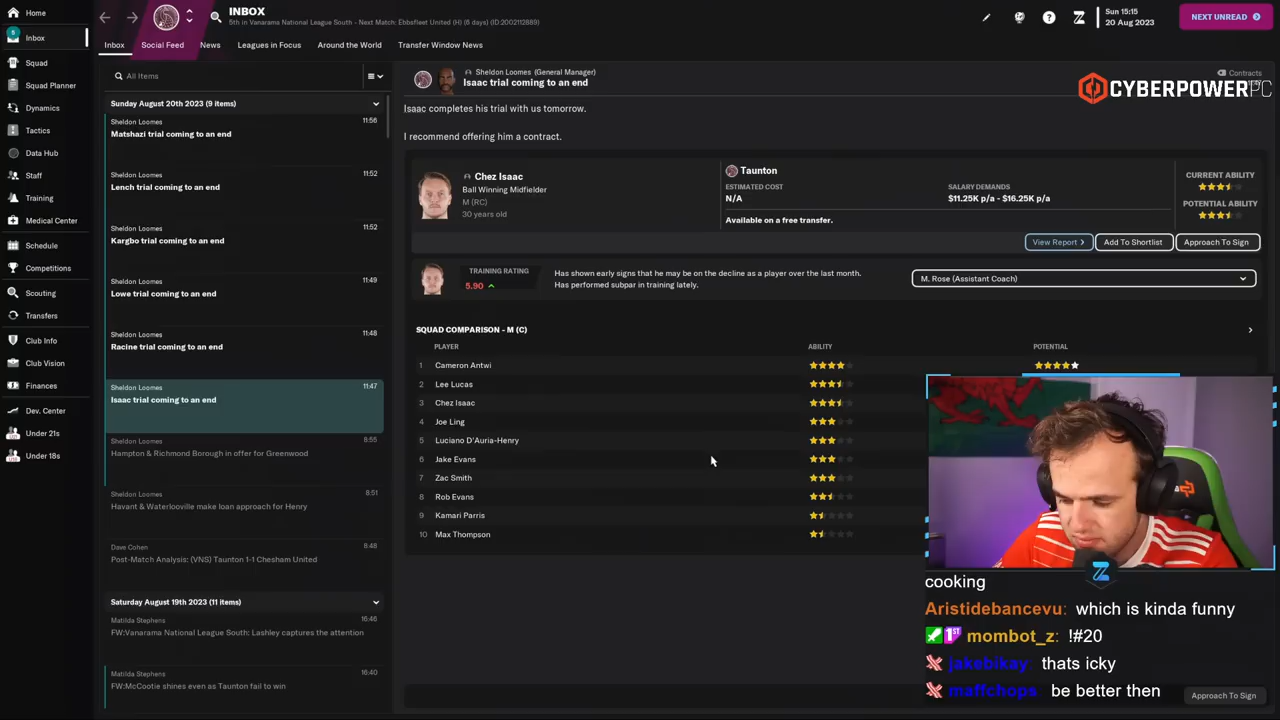 Home
INBOX
5th in Vanarama National League South - Next Match: Ebbsfleet United (H) (6 days) (ID:2002112889)
Sun 15:15
20 Aug 2023
NEXT UNREAD
6
Inbox
Squad
Squad Planner
Dynamics
Tactics
Data Hub
Staff
Training
Medical Center
Schedule
Competitions
Scouting
Transfers
Club Info
Club Vision
Finances
Dev. Center
Under 21s
Under 18s
Inbox
Social Feed
News
Leagues in Focus
Around the World
Transfer Window News
All Items
Sunday August 20th 2023 (9 items)
Sheldon Loomes
11:56
Matshazi trial coming to an end
Sheldon Loomes
11:52
Lench trial coming to an end
Sheldon Loomes
11:52
Kargbo trial coming to an end
Sheldon Loomes
11:49
Lowe trial coming to an end
Sheldon Loomes
11:48
Racine trial coming to an end
Sheldon Loomes
11:47
Isaac trial coming to an end
Sheldon Loomes
8:55
Hampton & Richmond Borough in offer for Greenwood
Sheldon Loomes
8:51
Havant & Waterlooville make loan approach for Henry
Dave Cohen
8:48
Post-Match Analysis: (VNS) Taunton 1-1 Chesham United
Saturday August 19th 2023 (11 items)
Matilda Stephens
16:46
FW:Vanarama National League South: Lashley captures the attention
Matilda Stephens
16:40
FW:McCootie shines even as Taunton fail to win
Sheldon Loomes (General Manager)
Isaac trial coming to an end
Contracts
CYBERPOWERPC
Isaac completes his trial with us tomorrow.
I recommend offering him a contract.
Chez Isaac
Ball Winning Midfielder
M (RC)
30 years old
Taunton
ESTIMATED COST
N/A
SALARY DEMANDS
$11.25K p/a - $16.25K p/a
Available on a free transfer.
CURRENT ABILITY
POTENTIAL ABILITY
View Report
Add To Shortlist
Approach To Sign
TRAINING RATING
5.90
Has shown early signs that he may be on the decline as a player over the last month.
Has performed subpar in training lately.
M. Rose (Assistant Coach)
SQUAD COMPARISON - M (C)
PLAYER
ABILITY
POTENTIAL
1 Cameron Antwi
2 Lee Lucas
3 Chez Isaac
4 Joe Ling
5 Luciano D'Auria-Henry
6 Jake Evans
7 Zac Smith
8 Rob Evans
9 Kamari Parris
10 Max Thompson
cooking
Aristidebancevu: which is kinda funny
1ST mombot_z: !#20
jakebikay: thats icky
maffchops: be better then
Approach To Sign